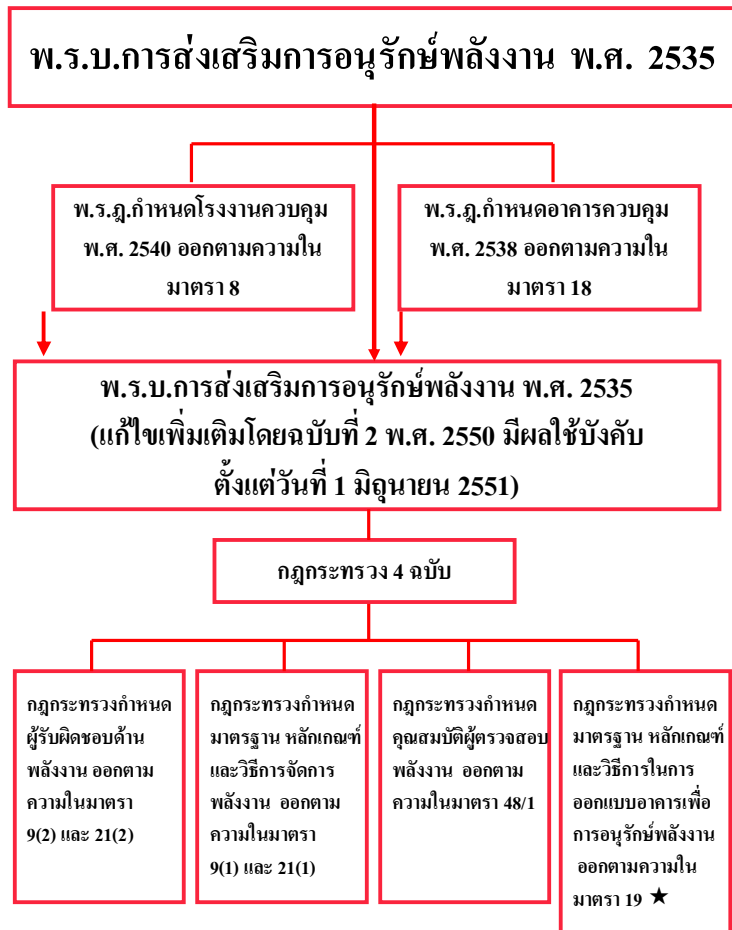 พ.ร.บ.การส่งเสริมการอนุรักษ์พลังงาน พ.ศ. 2535
พ.ร.ฎ.กำหนดโรงงานควบคุม
พ.ศ. 2540 ออกตามความใน
มาตรา 8
พ.ร.ฎ.กำหนดอาคารควบคุม
พ.ศ. 2538 ออกตามความใน
มาตรา 18
พ.ร.บ.การส่งเสริมการอนุรักษ์พลังงาน พ.ศ. 2535
(แก้ไขเพิ่มเติมโดยฉบับที่ 2 พ.ศ. 2550 มีผลใช้บังคับ
ตั้งแต่วันที่ 1 มิถุนายน 2551)
กฎกระทรวง 4 ฉบับ
กฎกระทรวงกำหนด
ผู้รับผิดชอบด้าน
พลังงาน ออกตาม
ความในมาตรา
9(2) และ 21(2)
กฎกระทรวงกำหนด
มาตรฐาน หลักเกณฑ์
และวิธีการจัดการ
พลังงาน ออกตาม
ความในมาตรา
9(1) และ 21(1)
กฎกระทรวงกำหนด
คุณสมบัติผู้ตรวจสอบ
พลังงาน ออกตาม
ความในมาตรา 48/1
กฎกระทรวงกำหนด
มาตรฐาน หลักเกณฑ์
และวิธีการในการ
ออกแบบอาคารเพื่อ
การอนุรักษ์พลังงาน
ออกตามความใน
มาตรา 19 ★